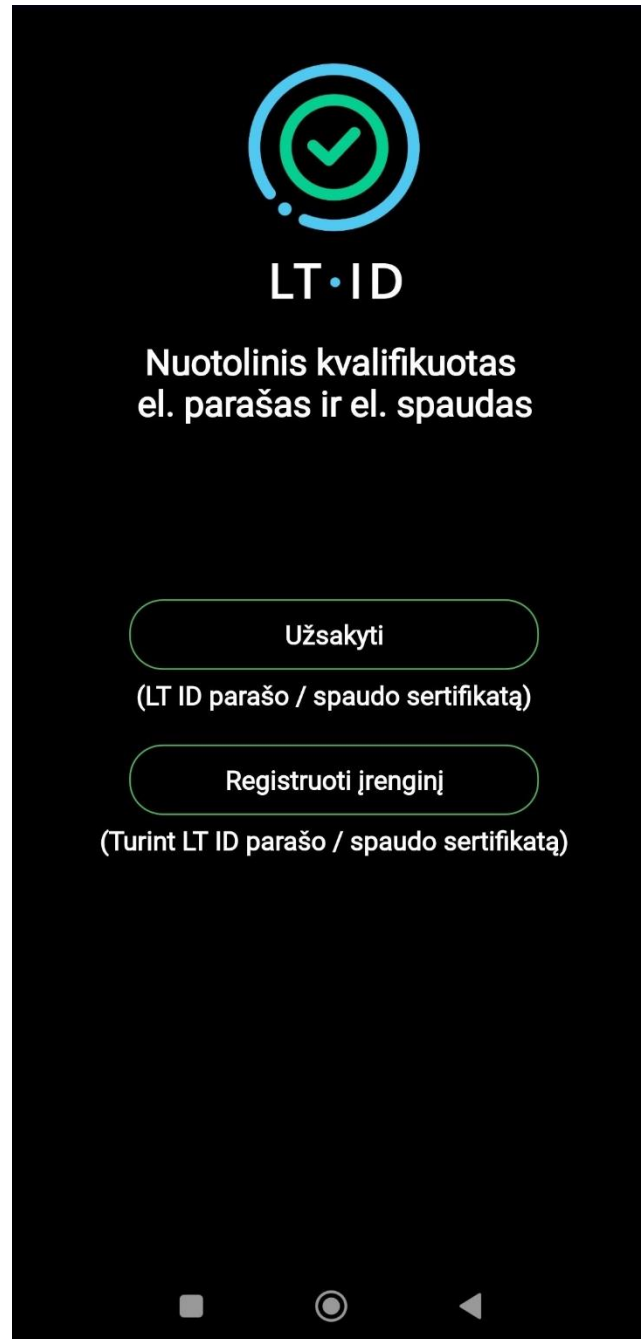 LT·ID
Nuotolinis kvalifikuotas
el. parašas ir el. spaudas
Užsakyti
(LT ID parašo / spaudo sertifikatą)
Registruoti įrenginį
(Turint LT ID parašo / spaudo sertifikatą)